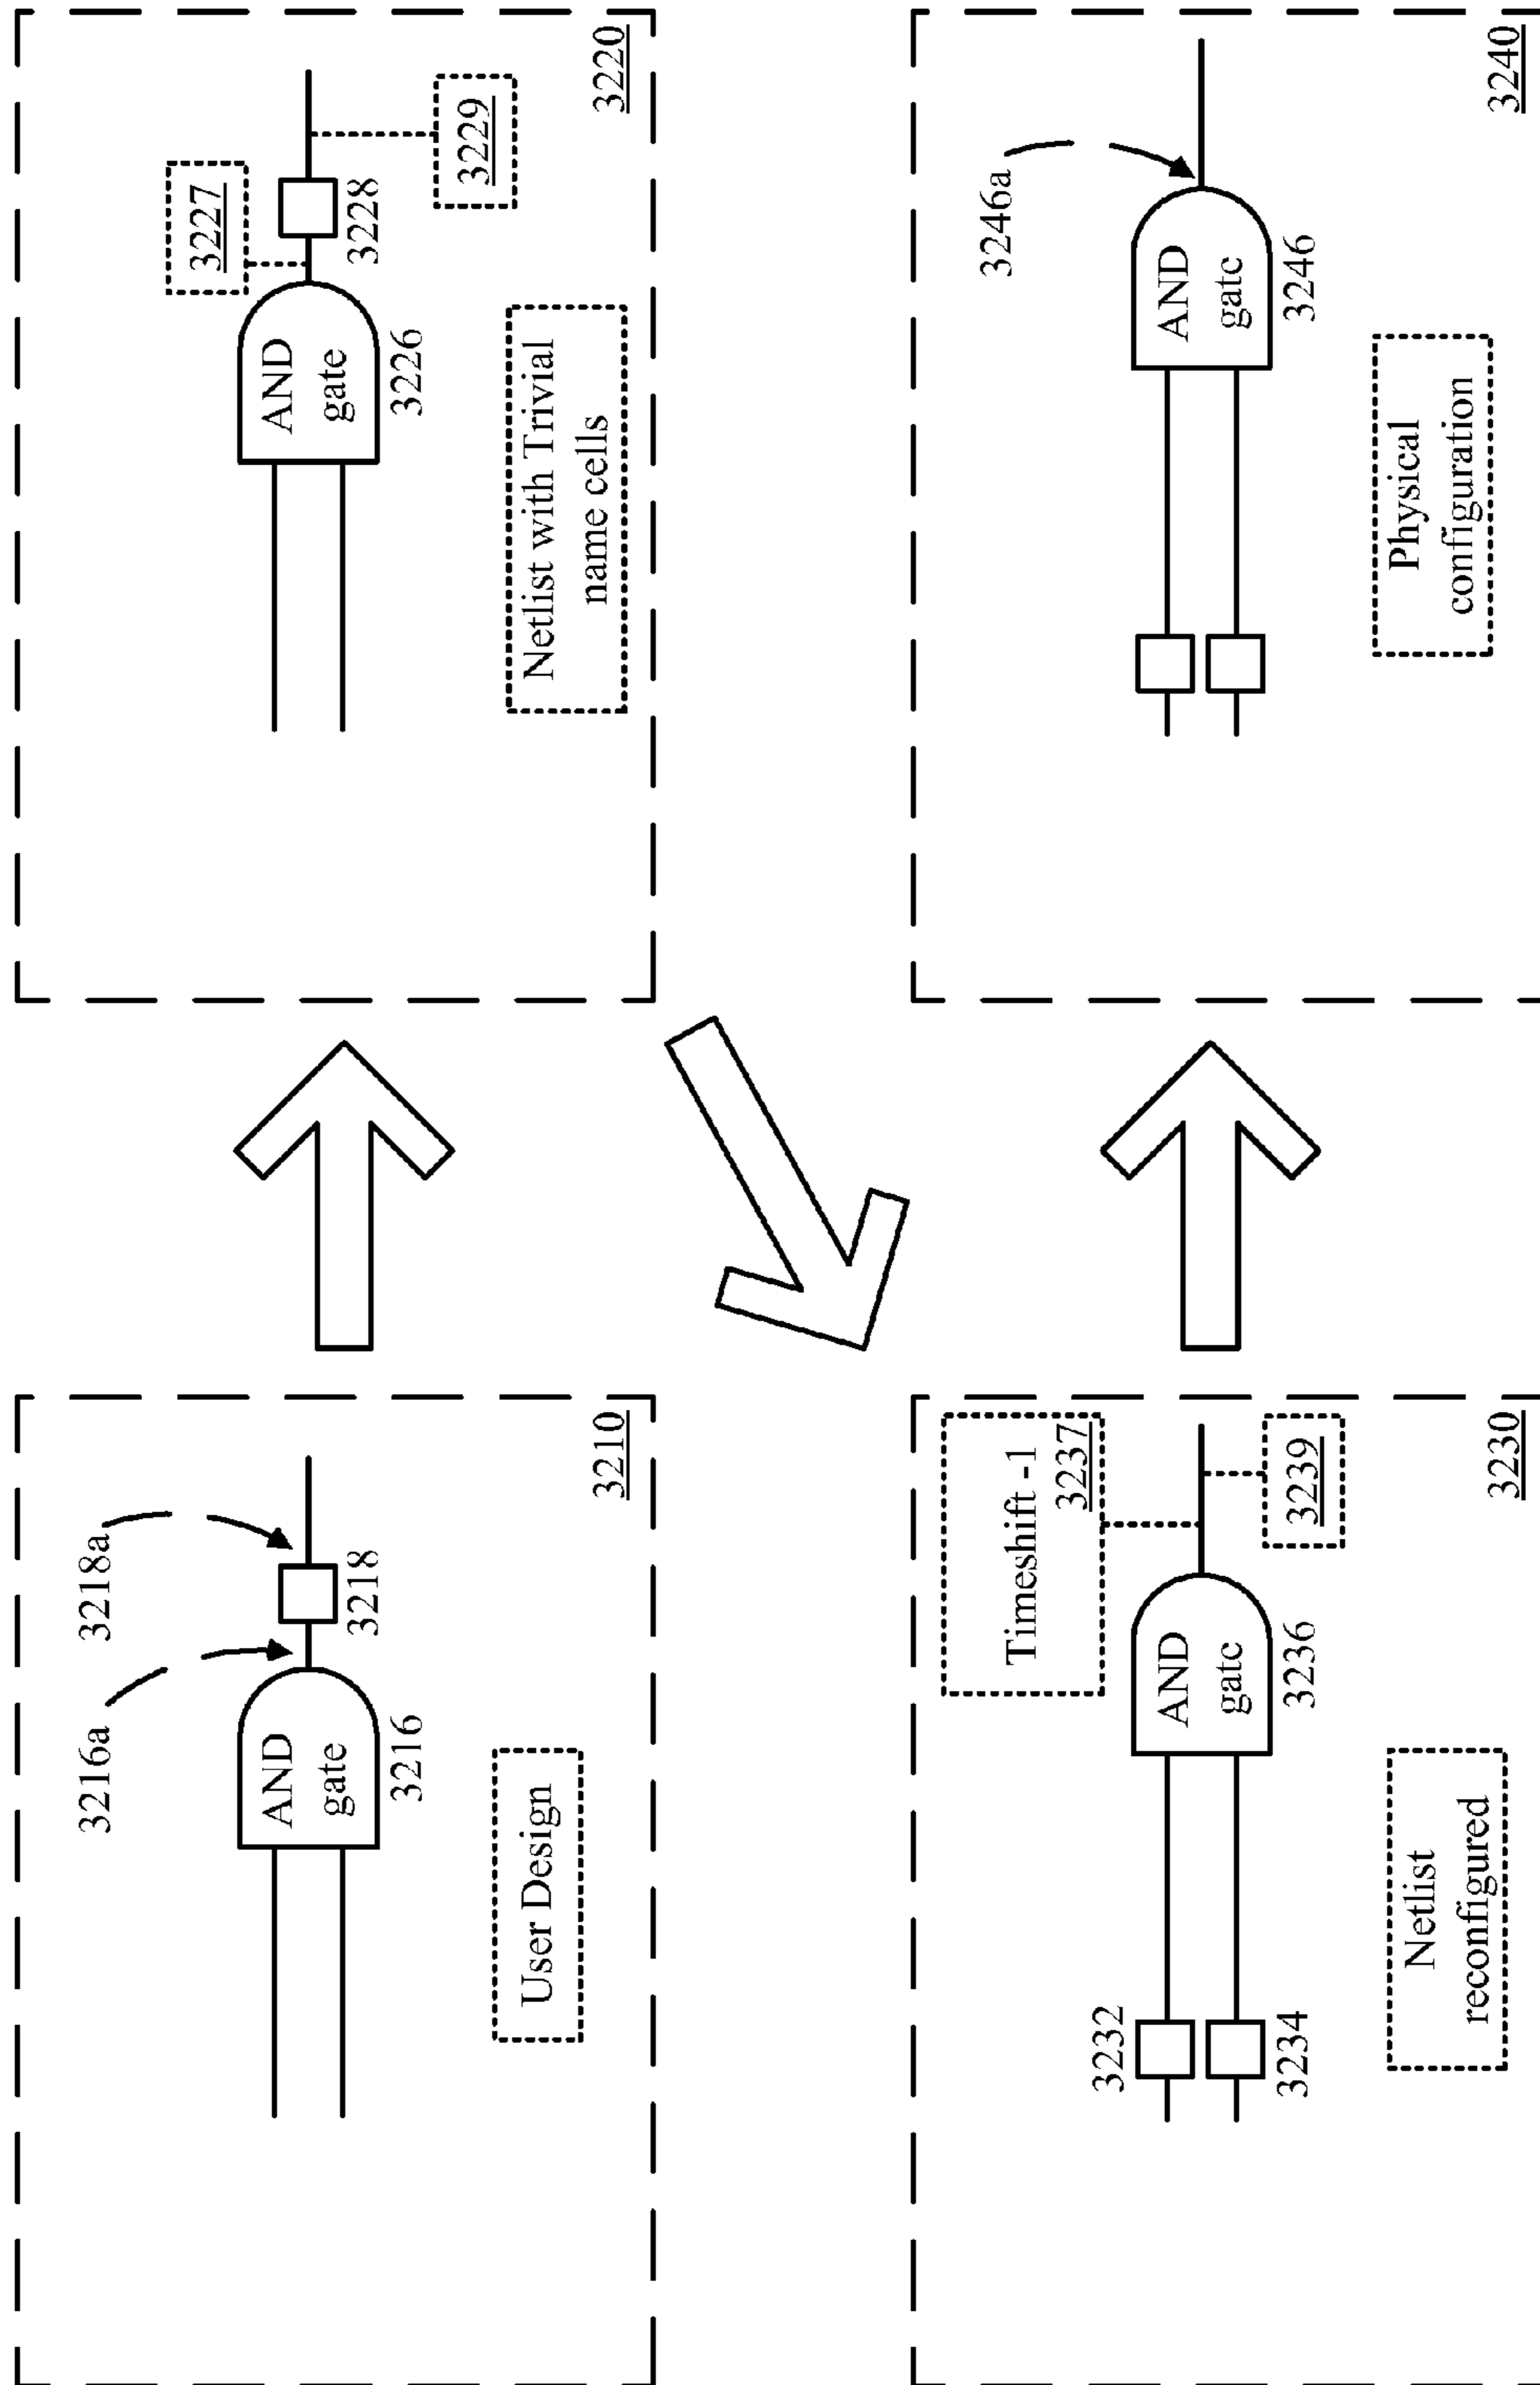 3216a
3218a
AND
gate
3216
3218
User Design
3210
3227
AND
gate
3226
3228
3229
Netlist with Trivial
name cells
3220
Timeshift -1
3237
3232
AND
gate
3234
3236
3239
Netlist
reconfigured
3230
3246a
AND
gate
3246
Physical
configuration
3240